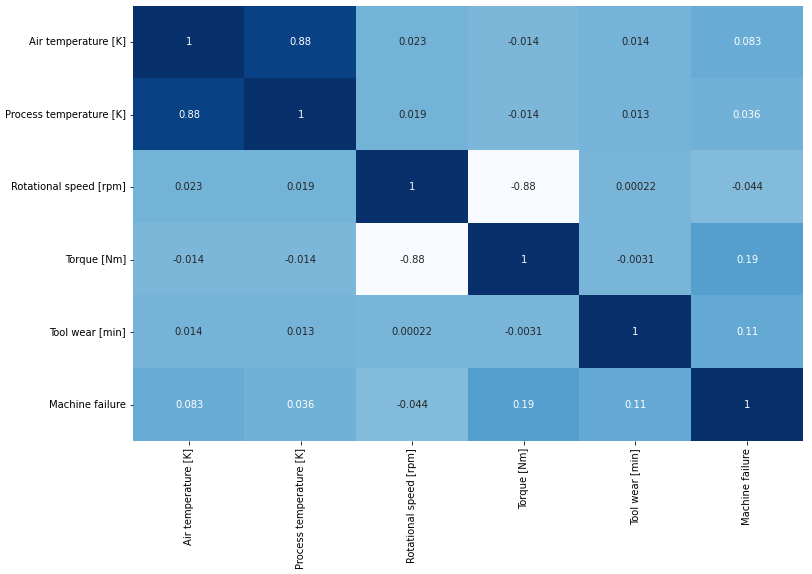 Air temperature [K] 1 0.88 0.023 -0.014 0.014 0.083
Process temperature [K] 0.88 1 0.019 -0.014 0.013 0.036
Rotational speed [rpm] 0.023 0.019 1 -0.88 0.00022 -0.044
Torque [Nm] -0.014 -0.014 -0.88 1 -0.0031 0.19
Tool wear [min] 0.014 0.013 0.00022 -0.0031 1 0.11
Machine failure 0.083 0.036 -0.044 0.19 0.11 1
Air temperature [K]
Process temperature [K]
Rotational speed [rpm]
Torque [Nm]
Tool wear [min]
Machine failure